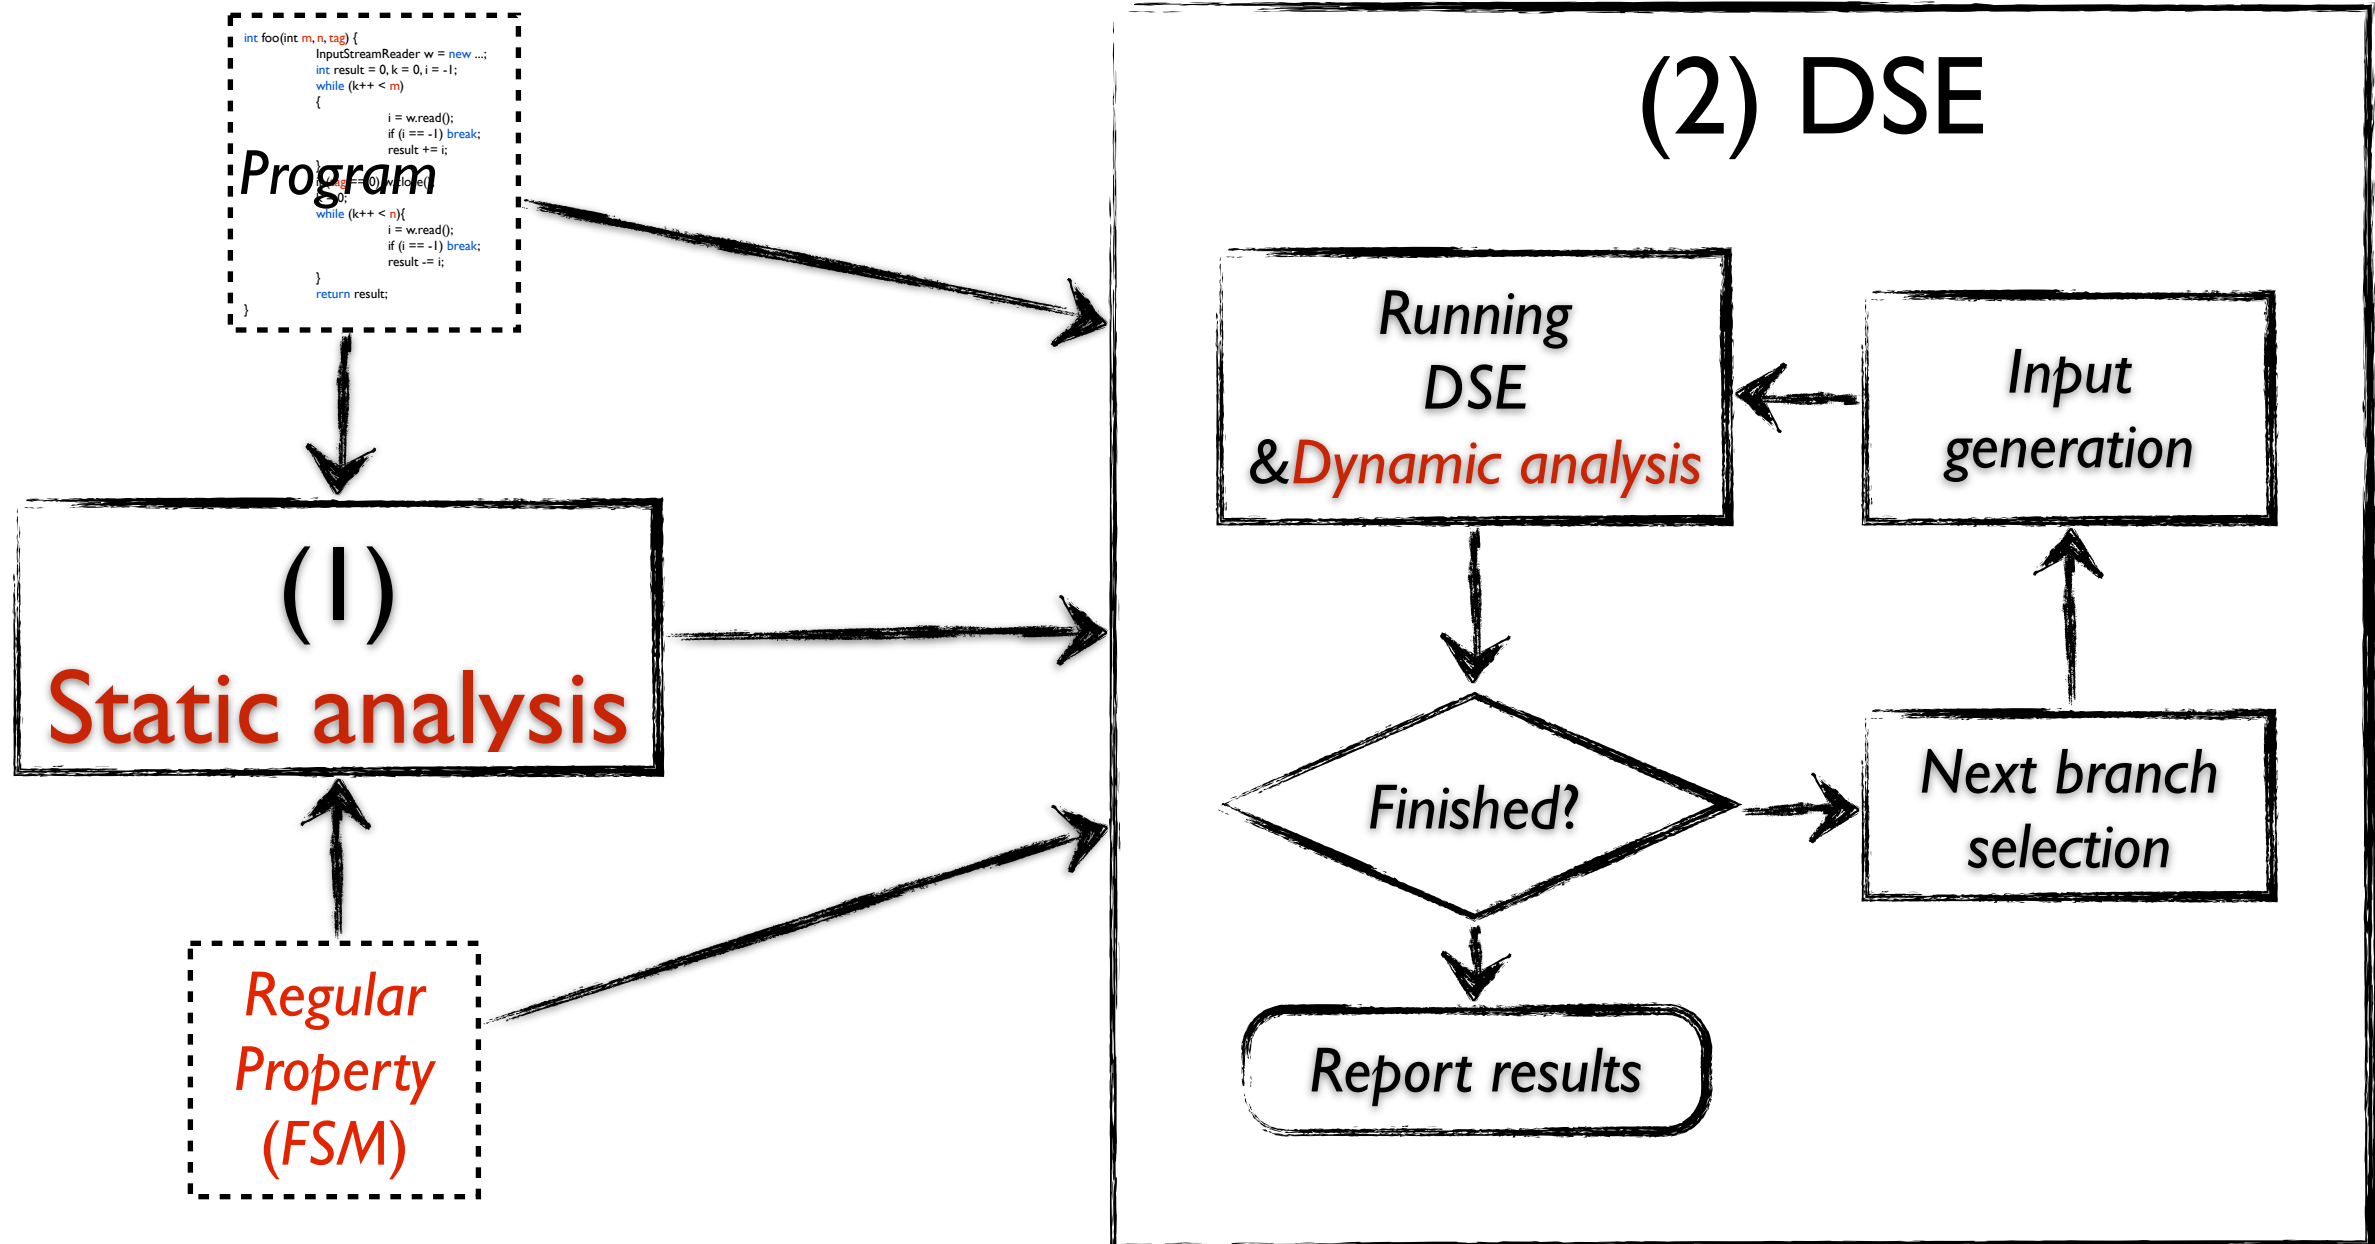 int foo(int m, n, tag) {
InputStreamReader w = new ...;
int result = 0, k = 0, i = -1;
while (k++ < m)
{
i = w.read();
if (i == -1) break;
result += i;
}
Program
while (k++ < n){
i = w.read();
if (i == -1) break;
result -= i;
}
return result;
}
(1)
Static analysis
Regular
Property
(FSM)
(2) DSE
Running
DSE
&Dynamic analysis
Input
generation
Finished?
Next branch
selection
Report results